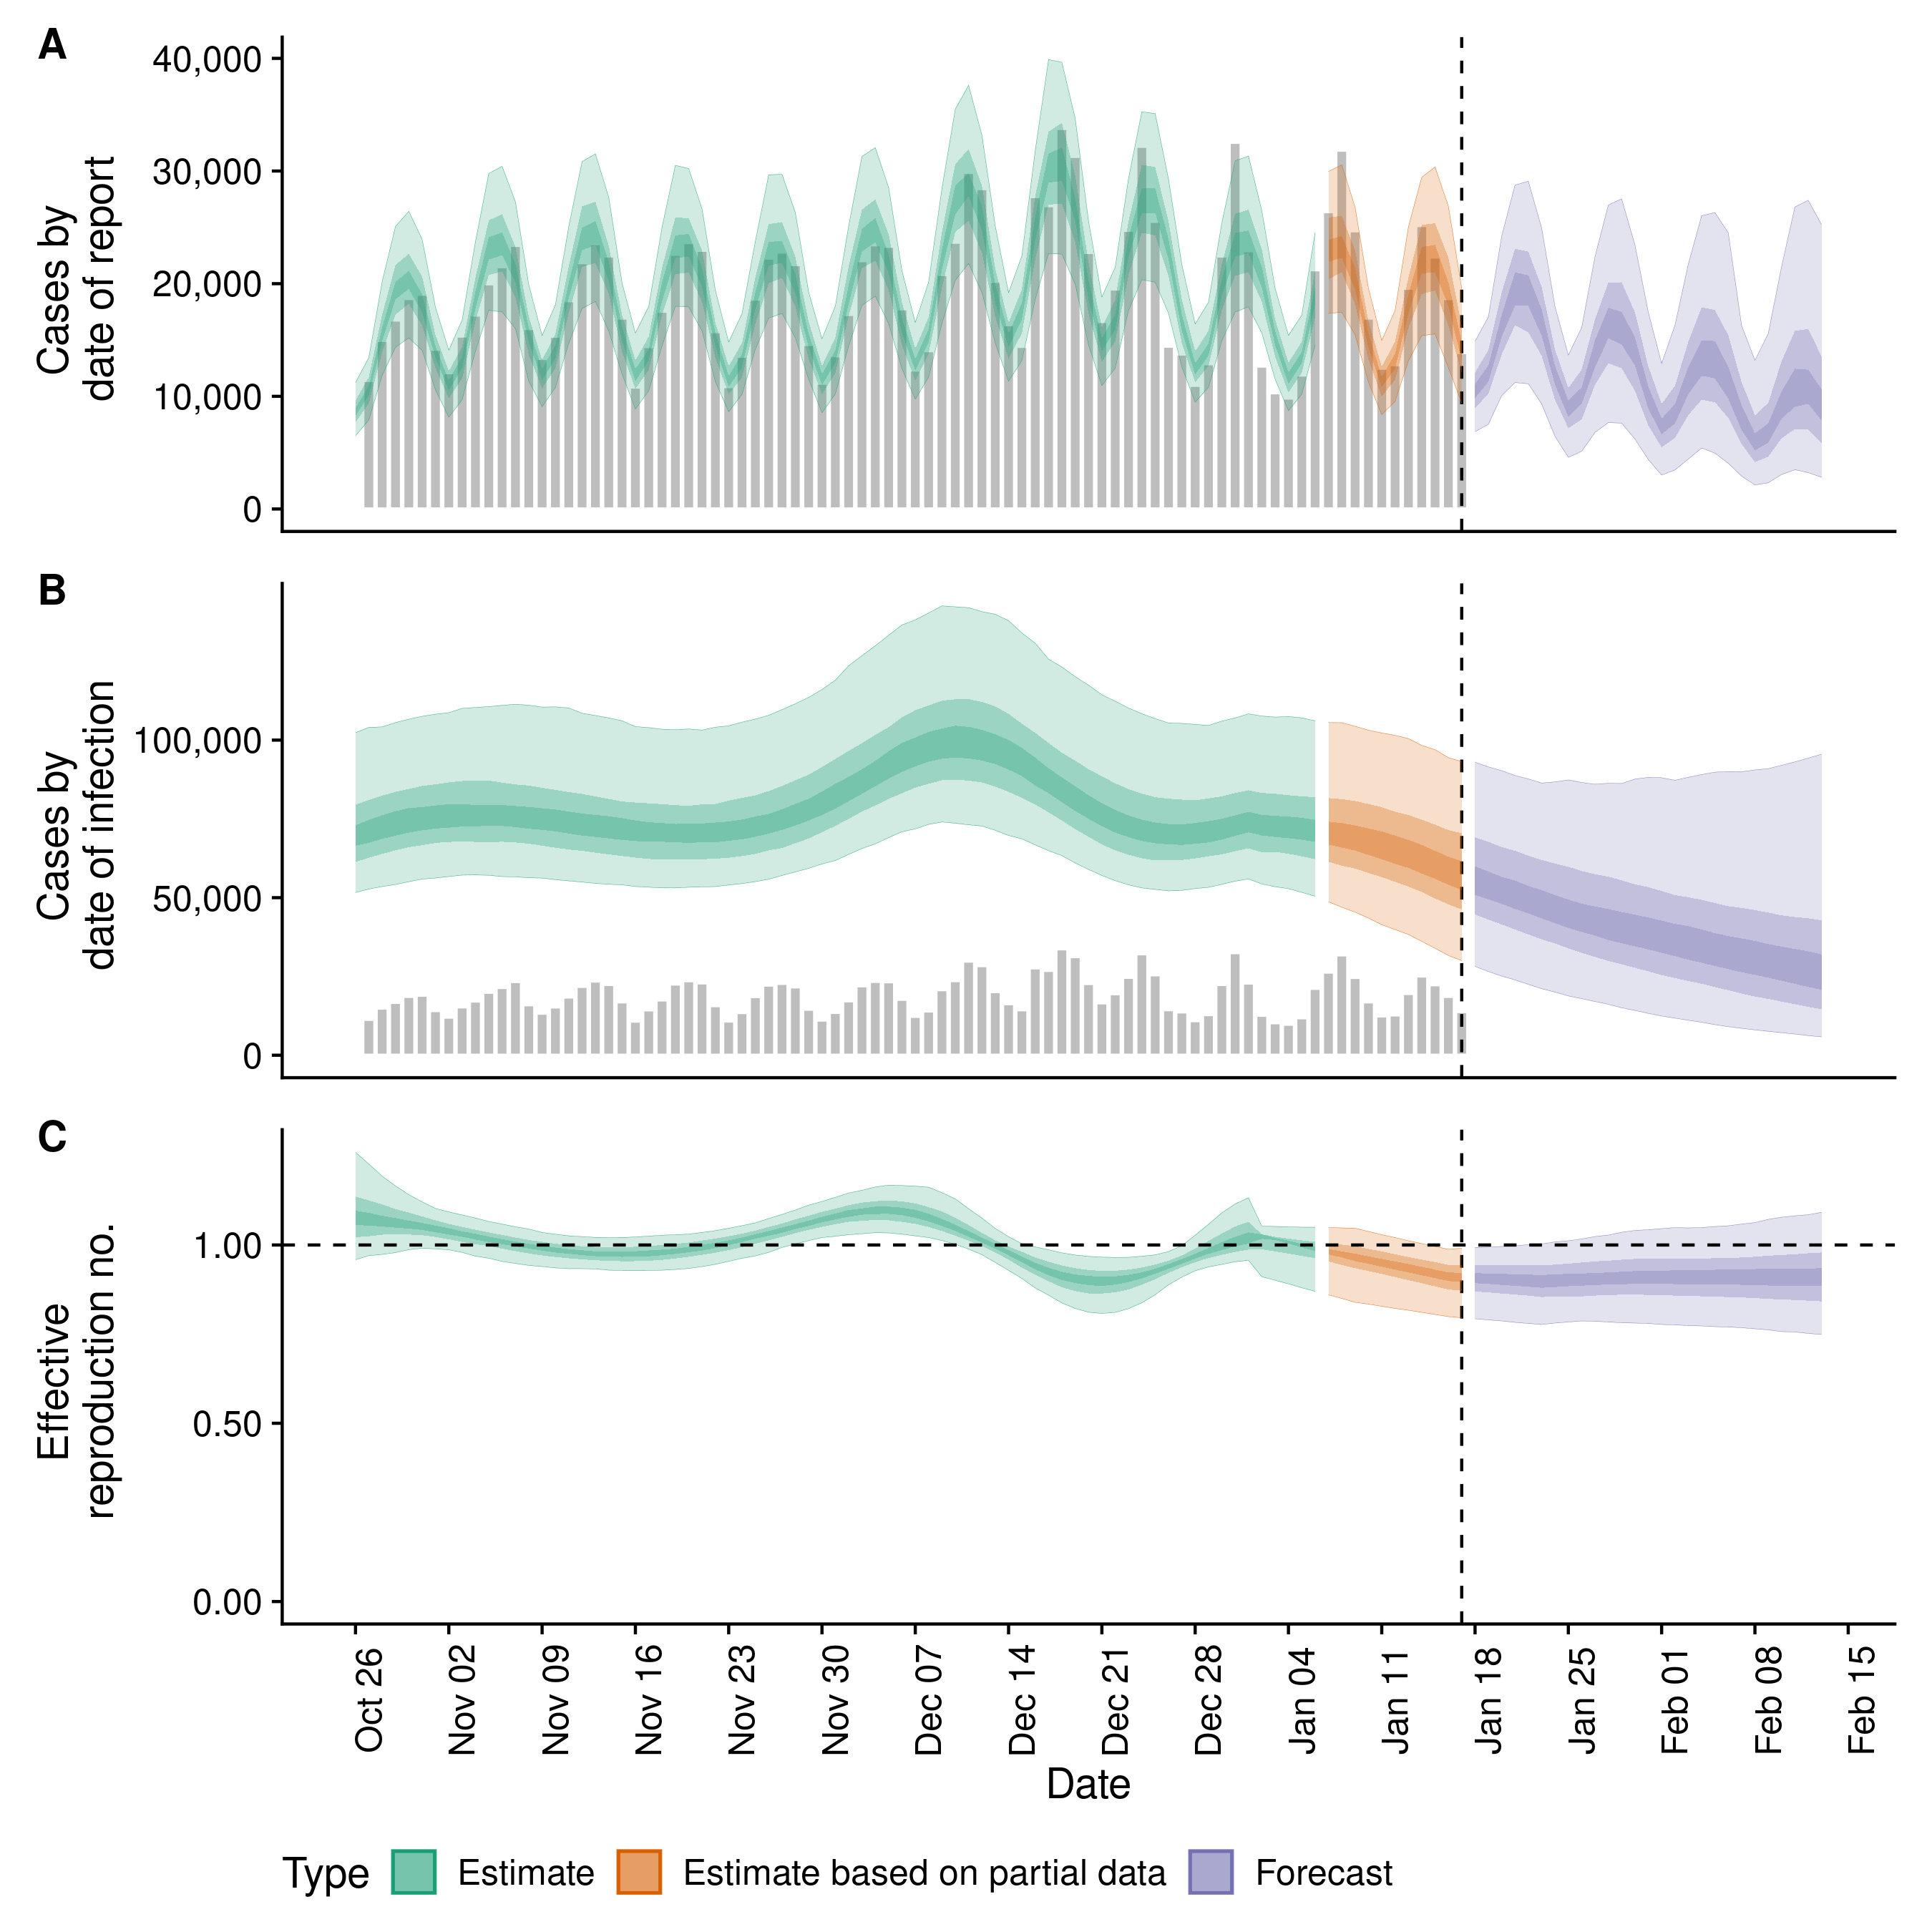 A
Cases by
date of report
40,000
30,000
20,000
10,000
0
B
Cases by
date of infection
100,000
50,000
0
C
Effective
reproduction no.
1.00
0.50
0.00
Oct 26
Nov 02
Nov 09
Nov 16
Nov 23
Nov 30
Dec 07
Dec 14
Dec 21
Dec 28
Jan 04
Jan 11
Jan 18
Jan 25
Feb 01
Feb 08
Feb 15
Date
Type Estimate Estimate based on partial data Forecast